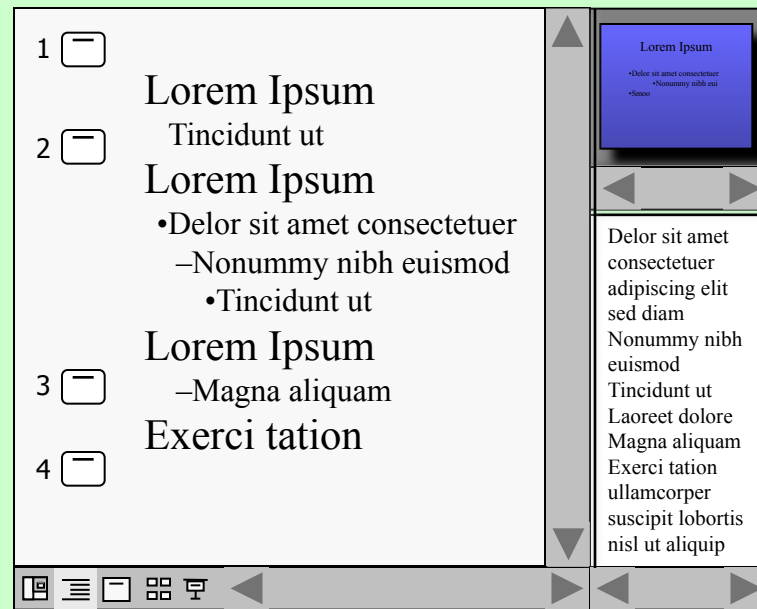 1
Lorem Ipsum
Tincidunt ut
2
Lorem Ipsum
•Delor sit amet consectetuer
–Nonummy nibh euismod
•Tincidunt ut
Lorem Ipsum
3
–Magna aliquam
Exerci tation
4
Lorem Ipsum
•Delor sit amet consectetuer
•Nonummy nibh eui
•Smoo
Delor sit amet
consectetuer
adipiscing elit
sed diam
Nonummy nibh
euismod
Tincidunt ut
Laoreet dolore
Magna aliquam
Exerci tation
ullamcorper
suscipit lobortis
nisl ut aliquip